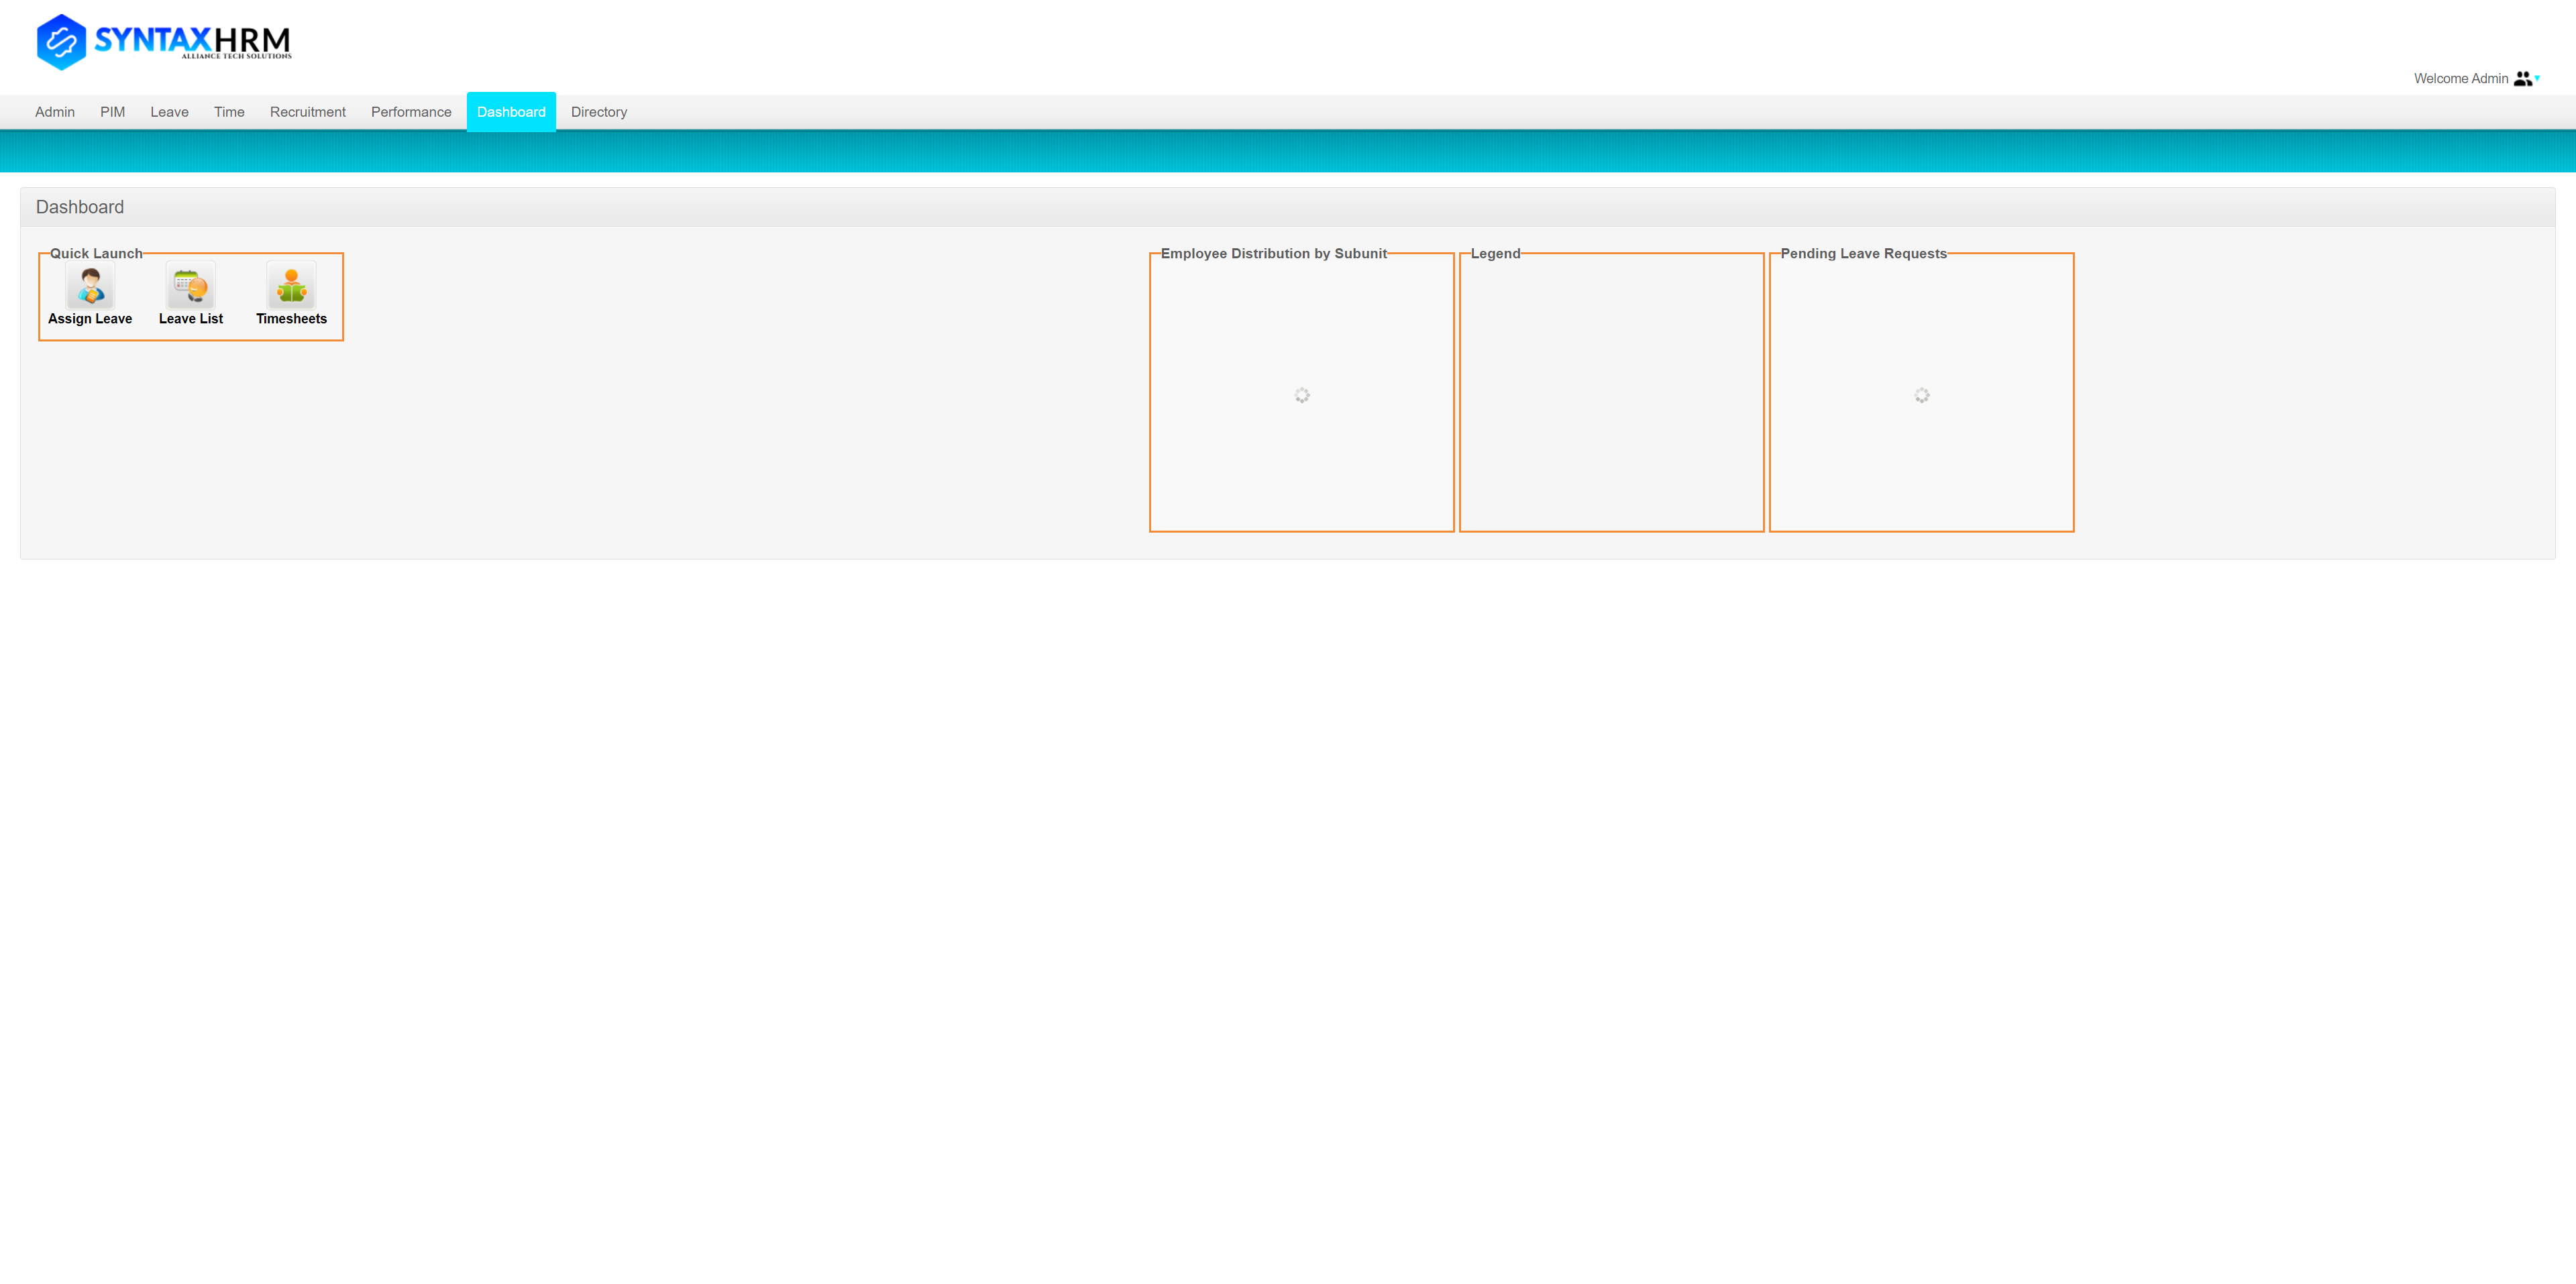 SYNTAXHRM
ALLIANCE TECH SOLUTIONS
Welcome Admin
Admin PIM Leave Time Recruitment Performance Dashboard Directory
Dashboard
Quick Launch Employee Distribution by Subunit Legend Pending Leave Requests
Assign Leave Leave List Timesheets